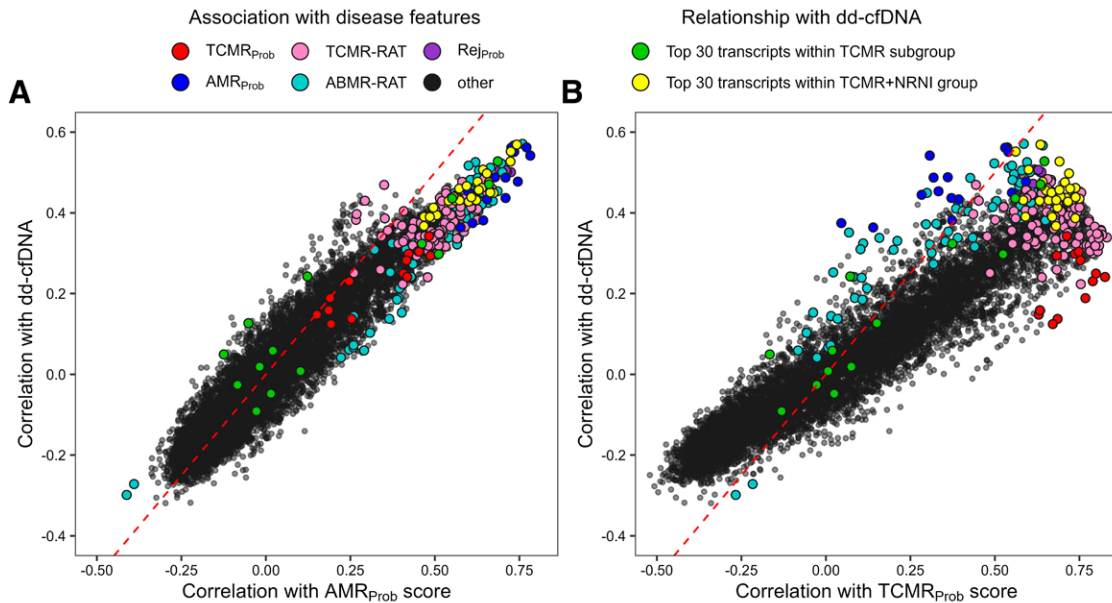 Association with disease features
Relationship with dd-cfDNA
TCMRProb TCMR-RAT RejProb
AMRProb ABMR-RAT other
Top 30 transcripts within TCMR subgroup
Top 30 transcripts within TCMR+NRNI group
A
B
Correlation with dd-cfDNA
0.6
0.4
0.2
0.0
-0.2
-0.4
-0.50 -0.25 0.00 0.25 0.50 0.75
Correlation with AMRProb score
Correlation with dd-cfDNA
0.6
0.4
0.2
0.0
-0.2
-0.4
-0.50 -0.25 0.00 0.25 0.50 0.75
Correlation with TCMRProb score